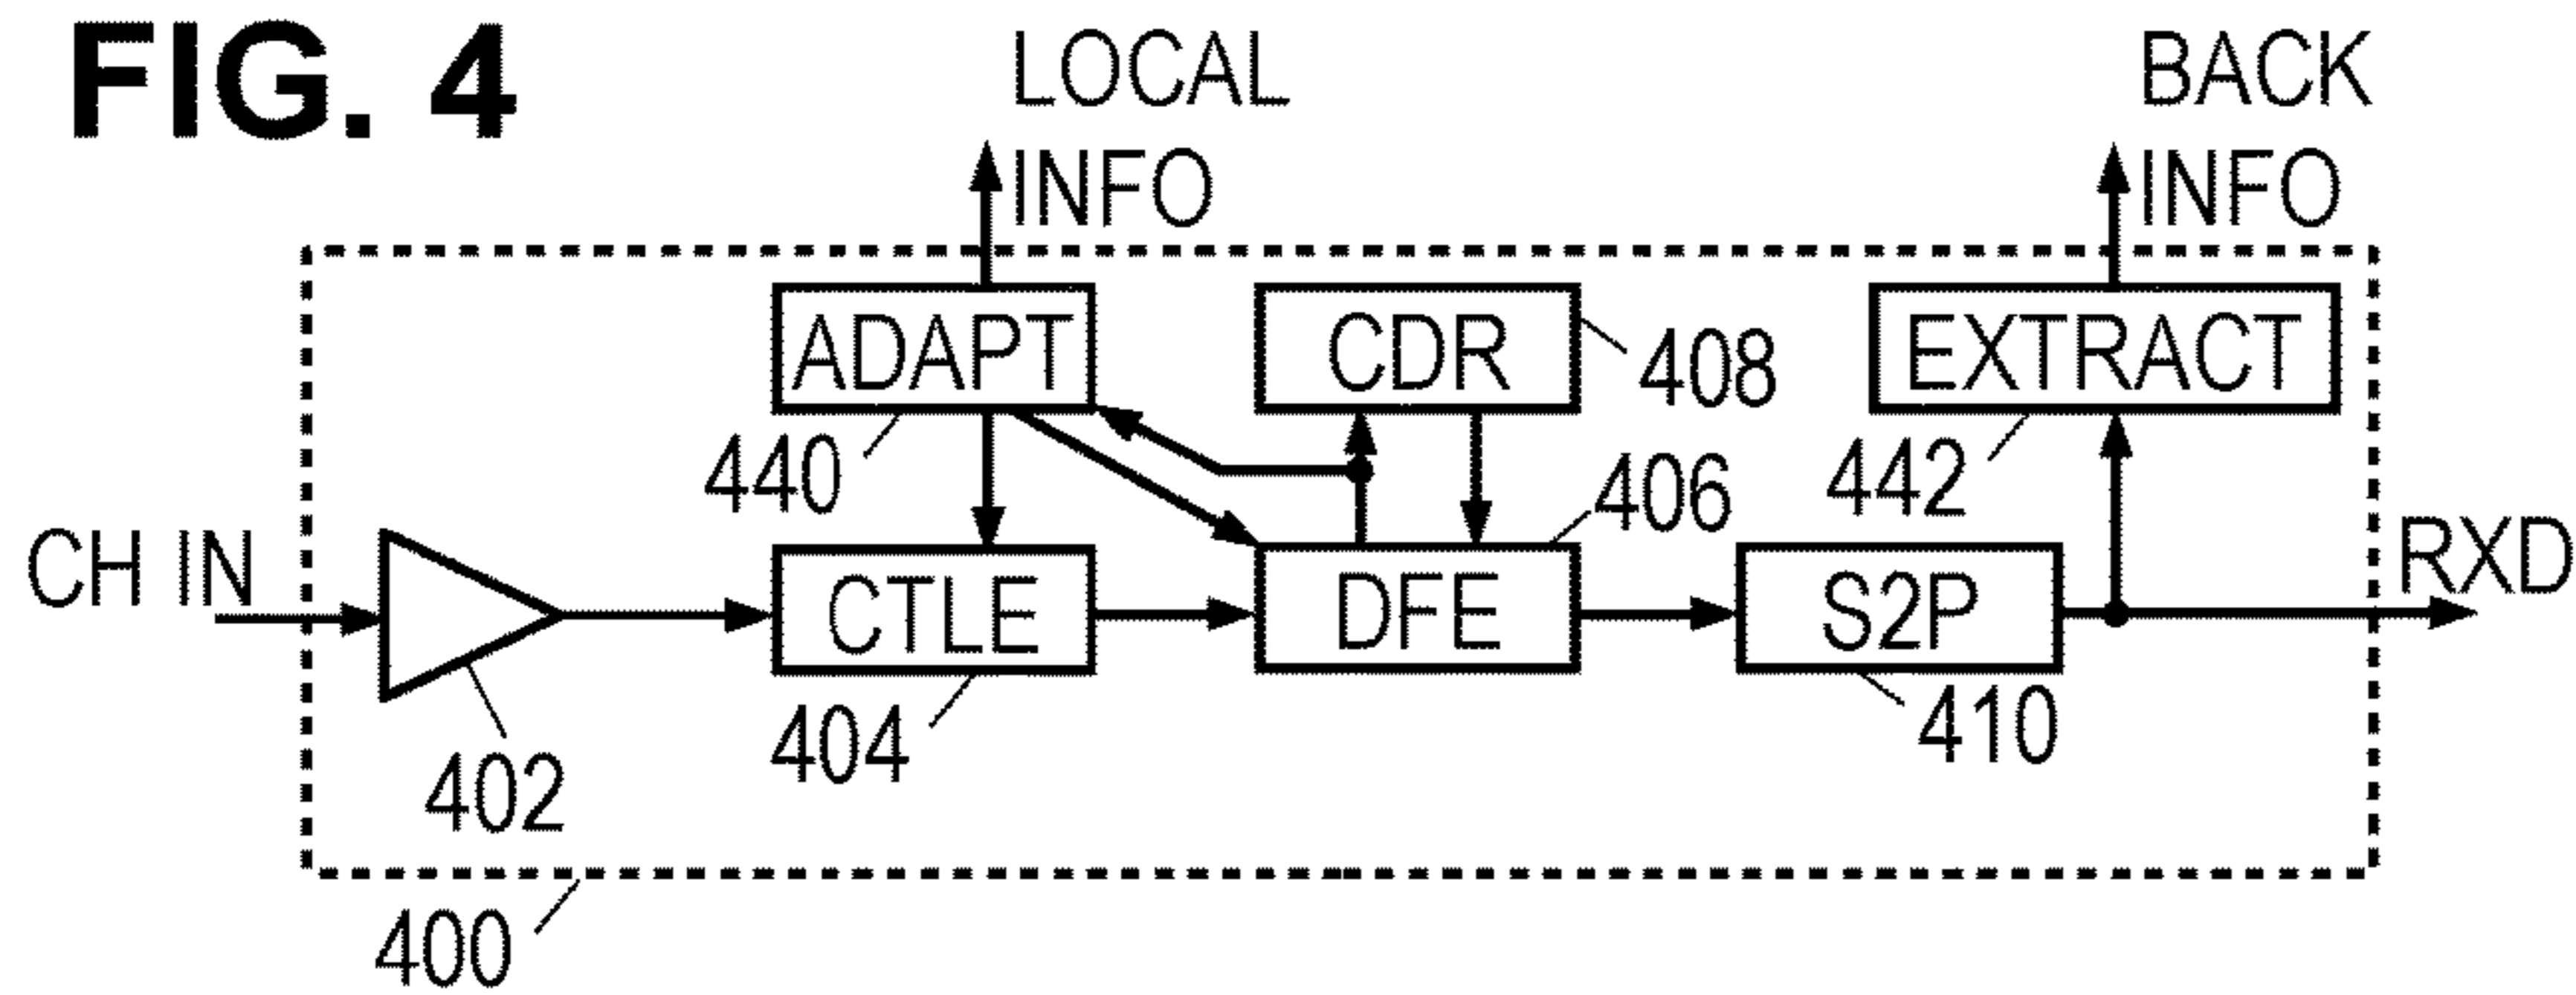 FIG. 4
LOCAL
INFO
BACK
INFO
ADAPT
CDR
EXTRACT
408
440
406
442
CH IN
RXD
CTLE
DFE
S2P
402
404
410
400